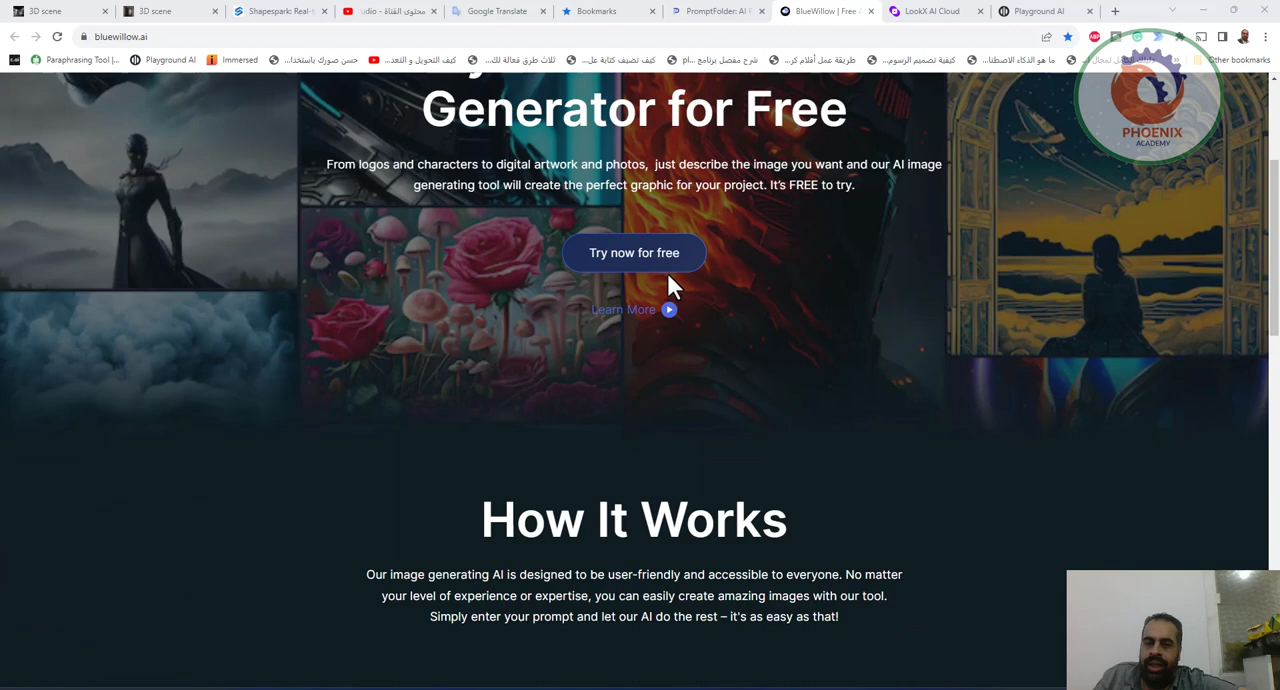 3D scene
3D scene
Shapespark: Real-t
محتوى القناة - udio
Google Translate
Bookmarks
PromptFolder: AI P
BlueWillow | Free A
LookX AI Cloud
Playground AI
bluewillow.ai
Paraphrasing Tool |...
Playground AI
Immersed
حسن صورك باستخدا...
كيف التحويل و التعد...
ثلاث طرق فعالة لك...
كيف تضيف كتابة عل...
شرح مفصل برنامج pl...
طريقة عمل أفلام كر...
كيفية تصميم الرسوم...
ما هو الذكاء الاصطنا...
Other bookmarks
PHOENIX
ACADEMY
Generator for Free
From logos and characters to digital artwork and photos, just describe the image you want and our AI image
generating tool will create the perfect graphic for your project. It's FREE to try.
Try now for free
Learn More
How It Works
Our image generating AI is designed to be user-friendly and accessible to everyone. No matter
your level of experience or expertise, you can easily create amazing images with our tool.
Simply enter your prompt and let our AI do the rest – it's as easy as that!